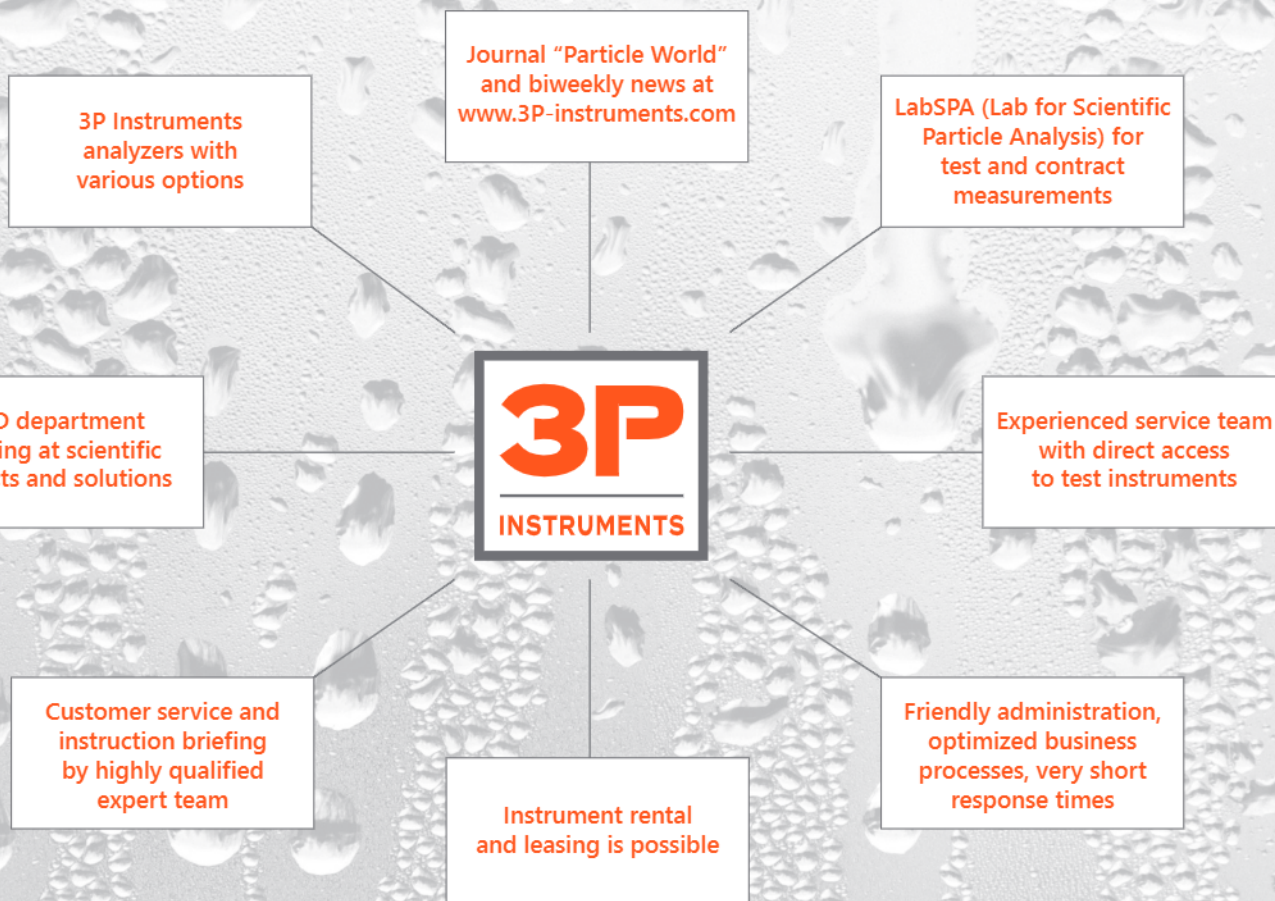 Journal “Particle World”
and biweekly news at
www.3P-instruments.com
3P Instruments
analyzers with
various options
LabSPA (Lab for Scientific
Particle Analysis) for
test and contract
measurements
department
at scientific
and solutions
3P
INSTRUMENTS
Experienced service team
with direct access
to test instruments
Customer service and
instruction briefing
by highly qualified
expert team
Instrument rental
and leasing is possible
Friendly administration,
optimized business
processes, very short
response times